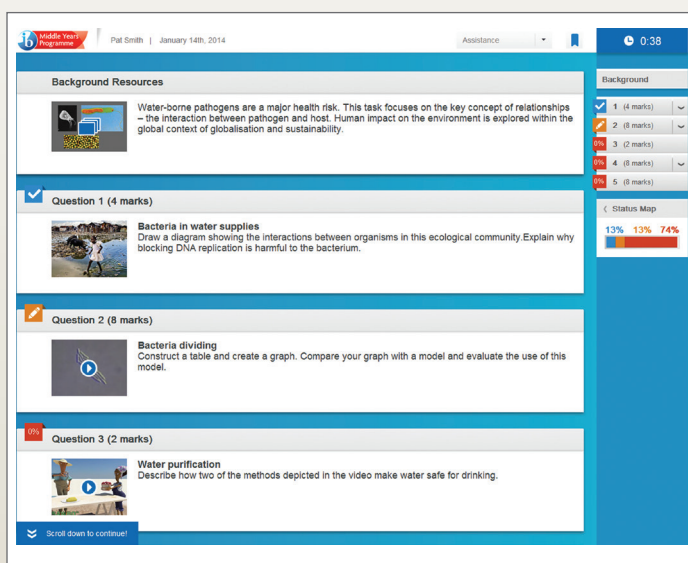 ib Middle Years
Programme
Pat Smith | January 14th, 2014
Assistance
0:38
Background Resources
Water-borne pathogens are a major health risk. This task focuses on the key concept of relationships
– the interaction between pathogen and host. Human impact on the environment is explored within the
global context of globalisation and sustainability.
Question 1 (4 marks)
Bacteria in water supplies
Draw a diagram showing the interactions between organisms in this ecological community.Explain why
blocking DNA replication is harmful to the bacterium.
Question 2 (8 marks)
Bacteria dividing
Construct a table and create a graph. Compare your graph with a model and evaluate the use of this
model.
0%
Question 3 (2 marks)
Water purification
Describe how two of the methods depicted in the video make water safe for drinking.
Scroll down to continue!
Background
1 (4 marks)
2 (8 marks)
0% 3 (2 marks)
0% 4 (8 marks)
0% 5 (8 marks)
Status Map
13% 13% 74%